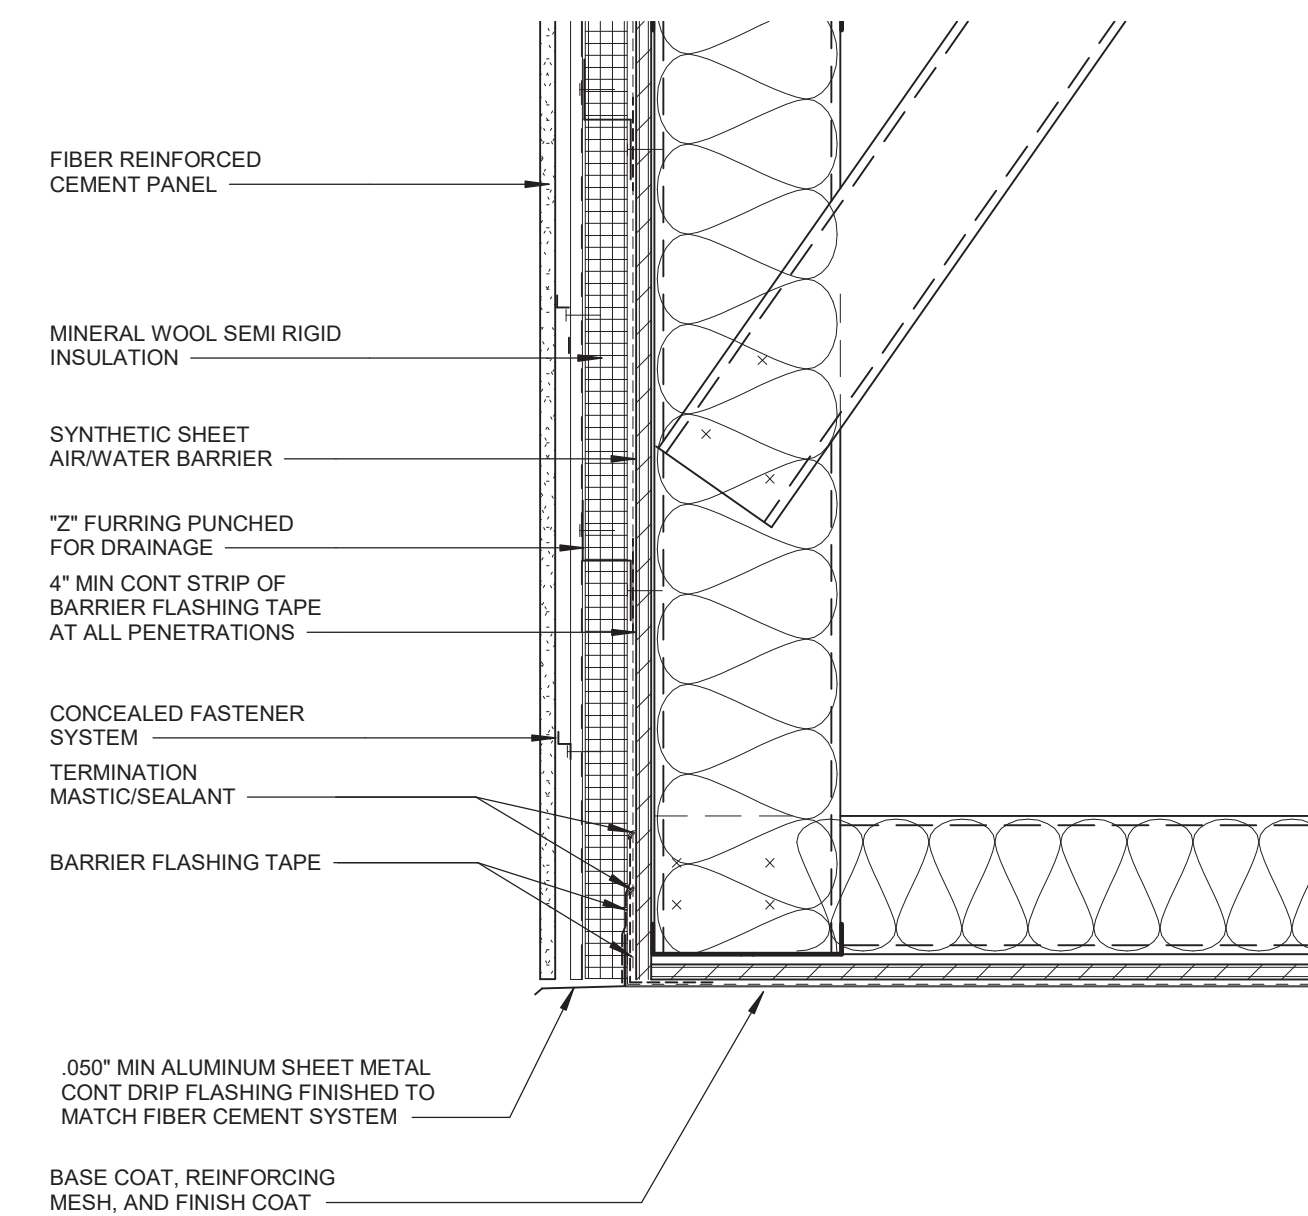 FIBER REINFORCED
CEMENT PANEL
MINERAL WOOL SEMI RIGID
INSULATION
SYNTHETIC SHEET
AIR/WATER BARRIER
"Z" FURRING PUNCHED
FOR DRAINAGE
4" MIN CONT STRIP OF
BARRIER FLASHING TAPE
AT ALL PENETRATIONS
CONCEALED FASTENER
SYSTEM
TERMINATION
MASTIC/SEALANT
BARRIER FLASHING TAPE
.050" MIN ALUMINUM SHEET METAL
CONT DRIP FLASHING FINISHED TO
MATCH FIBER CEMENT SYSTEM
BASE COAT, REINFORCING
MESH, AND FINISH COAT